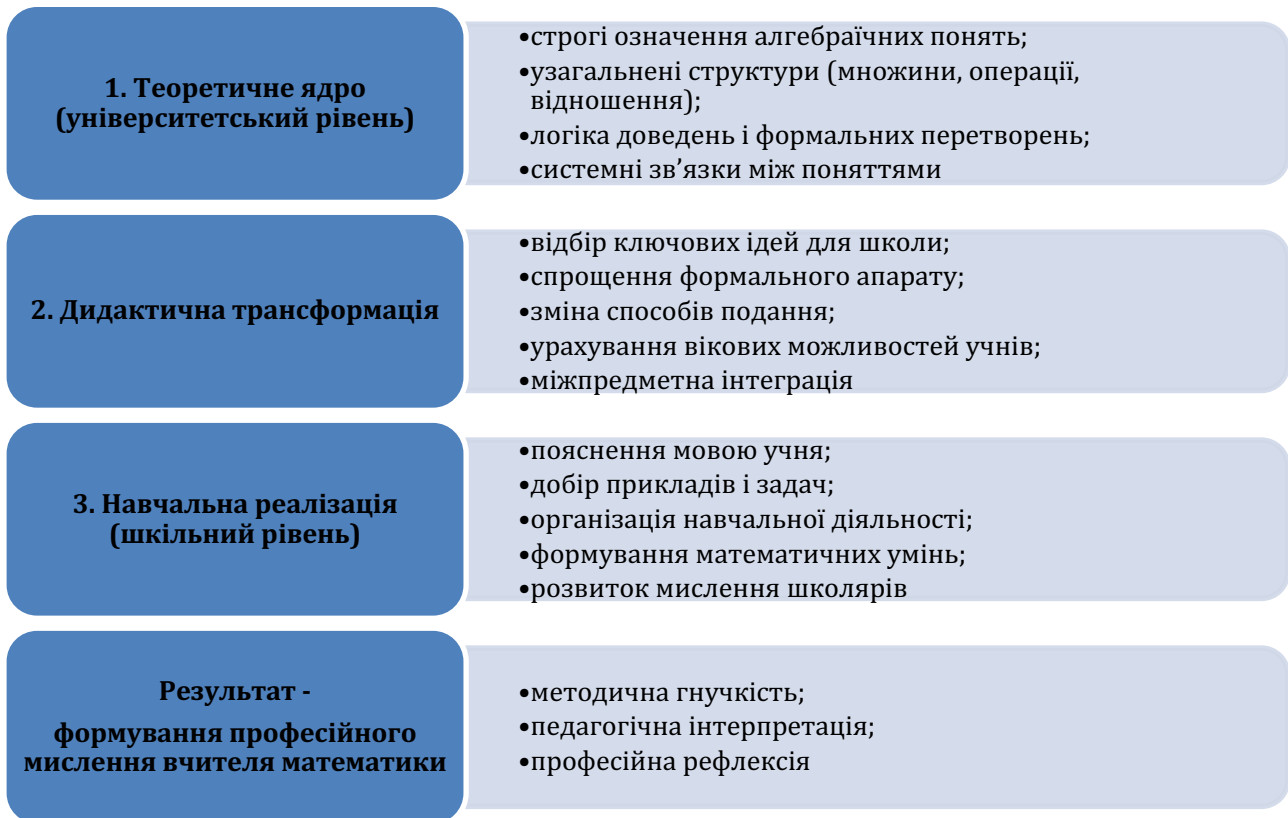 1. Теоретичне ядро
(університетський рівень)
•строгі означення алгебраїчних понять;
•узагальнені структури (множини, операції,
відношення);
•логіка доведень і формальних перетворень;
•системні зв’язки між поняттями
2. Дидактична трансформація
•відбір ключових ідей для школи;
•спрощення формального апарату;
•зміна способів подання;
•урахування вікових можливостей учнів;
•міжпредметна інтеграція
3. Навчальна реалізація
(шкільний рівень)
•пояснення мовою учня;
•добір прикладів і задач;
•організація навчальної діяльності;
•формування математичних умінь;
•розвиток мислення школярів
Результат -
формування професійного
мислення вчителя математики
•методична гнучкість;
•педагогічна інтерпретація;
•професійна рефлексія